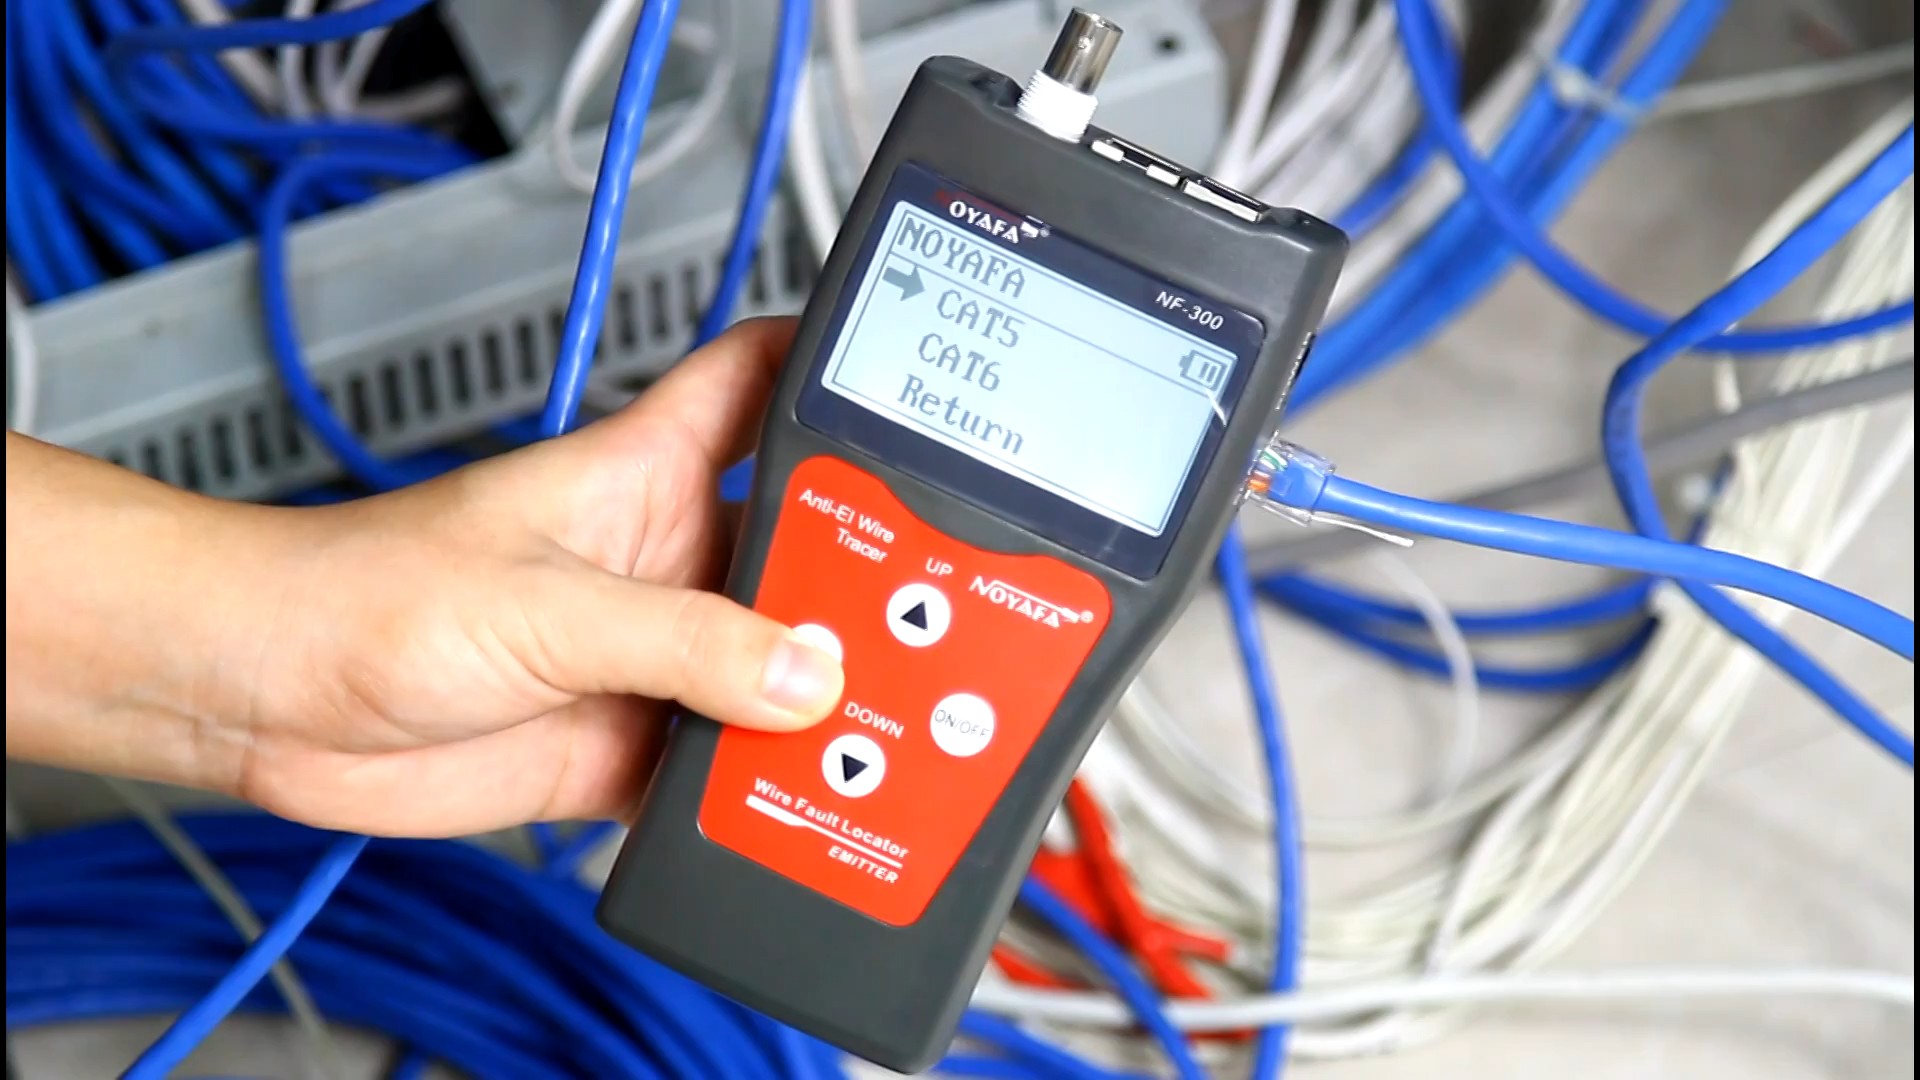 OYAFA®
NF-300
NOYAFA
CAT5
CAT6
Return
Anti-EI Wire
Tracer
UP
NOYAFA®
DOWN
ON/OFF
Wire Fault Locator
EMITTER